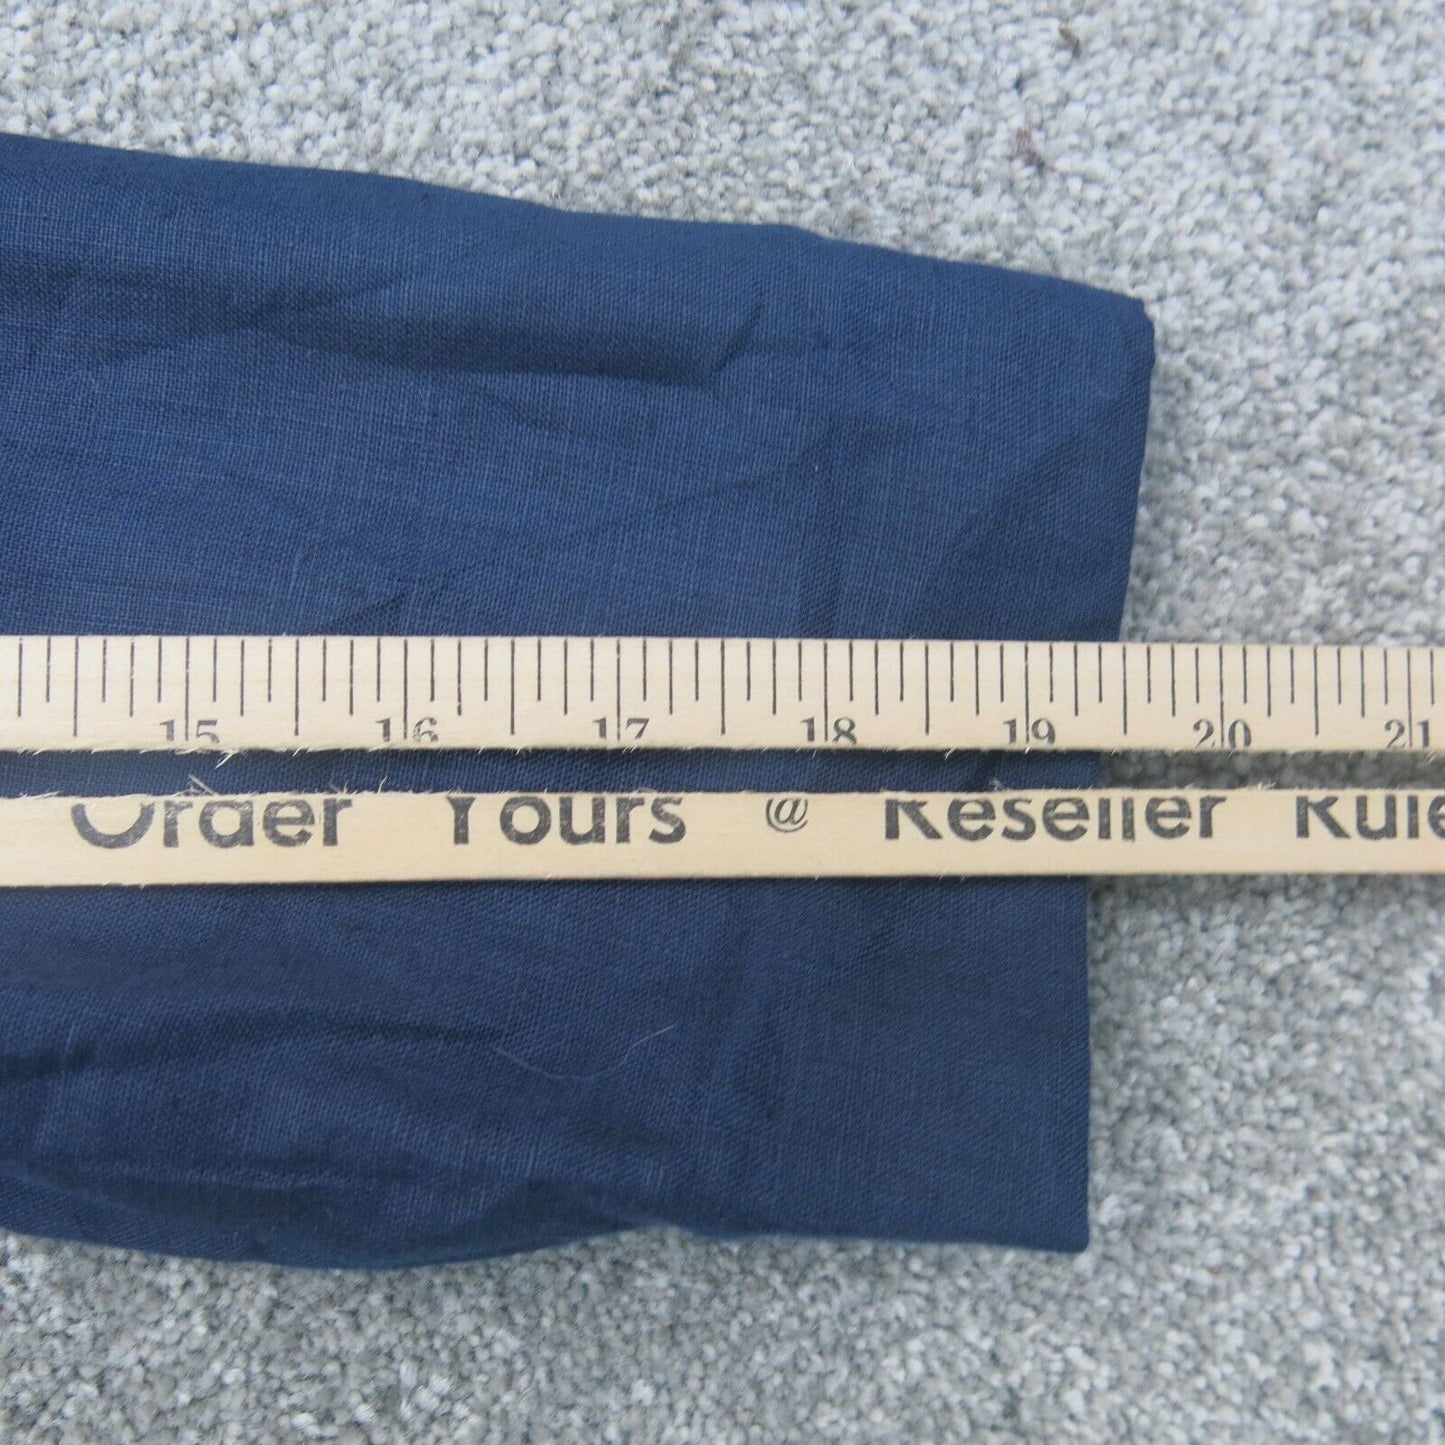 15 16 17 18 19 20 21
Order Yours @ Reseller Rule